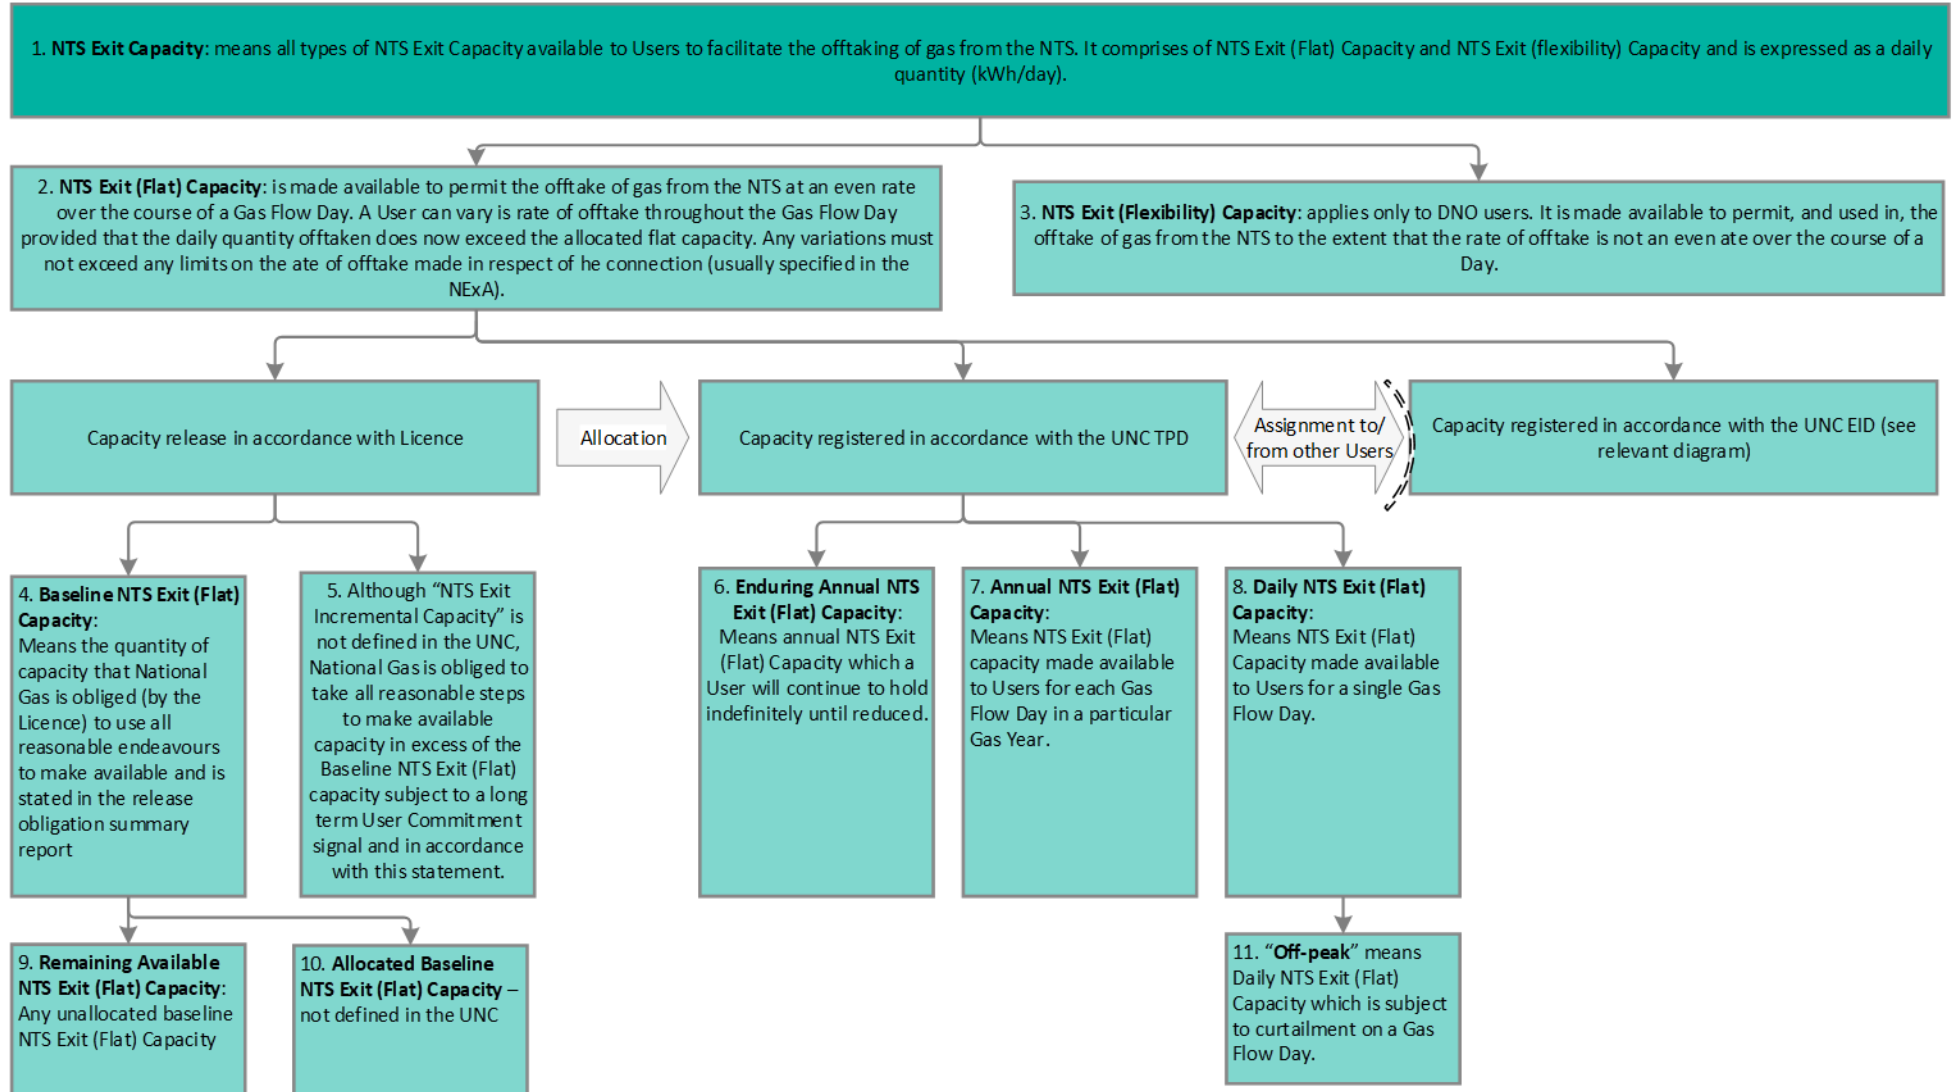 1. NTS Exit Capacity: means all types of NTS Exit Capacity available to Users to facilitate the offtaking of gas from the NTS. It comprises of NTS Exit (Flat) Capacity and NTS Exit (flexibility) Capacity and is expressed as a daily
quantity (kWh/day).
2. NTS Exit (Flat) Capacity: is made available to permit the offtake of gas from the NTS at an even rate
over the course of a Gas Flow Day. A User can vary is rate of offtake throughout the Gas Flow Day
provided that the daily quantity offtaken does now exceed the allocated flat capacity. Any variations must
not exceed any limits on the ate of offtake made in respect of he connection (usually specified in the
NExA).
3. NTS Exit (Flexibility) Capacity: applies only to DNO users. It is made available to permit, and used in, the
offtake of gas from the NTS to the extent that the rate of offtake is not an even ate over the course of a
Day.
Capacity release in accordance with Licence
Allocation
Capacity registered in accordance with the UNC TPD
Assignment to/
from other Users
Capacity registered in accordance with the UNC EID (see
relevant diagram)
4. Baseline NTS Exit (Flat)
Capacity:
Means the quantity of
capacity that National
Gas is obliged (by the
Licence) to use all
reasonable endeavours
to make available and is
stated in the release
obligation summary
report
5. Although “NTS Exit
Incremental Capacity” is
not defined in the UNC,
National Gas is obliged to
take all reasonable steps
to make available
capacity in excess of the
Baseline NTS Exit (Flat)
capacity subject to a long
term User Commitment
signal and in accordance
with this statement.
6. Enduring Annual NTS
Exit (Flat) Capacity:
Means annual NTS Exit
(Flat) Capacity which a
User will continue to hold
indefinitely until reduced.
7. Annual NTS Exit (Flat)
Capacity:
Means NTS Exit (Flat)
capacity made available
to Users for each Gas
Flow Day in a particular
Gas Year.
8. Daily NTS Exit (Flat)
Capacity:
Means NTS Exit (Flat)
Capacity made available
to Users for a single Gas
Flow Day.
9. Remaining Available
NTS Exit (Flat) Capacity:
Any unallocated baseline
NTS Exit (Flat) Capacity
10. Allocated Baseline
NTS Exit (Flat) Capacity –
not defined in the UNC
11. “Off-peak” means
Daily NTS Exit (Flat)
Capacity which is subject
to curtailment on a Gas
Flow Day.